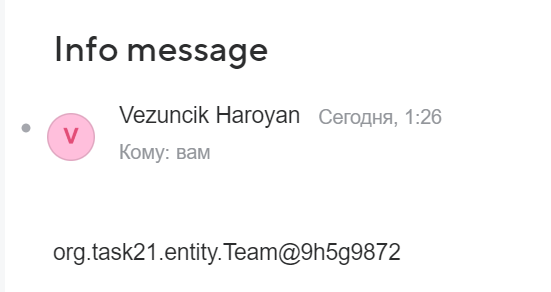 Info message
Vezuncik Haroyan Сегодня, 1:26
V
Кому: вам
org.task21.entity.Team@9h5g9872